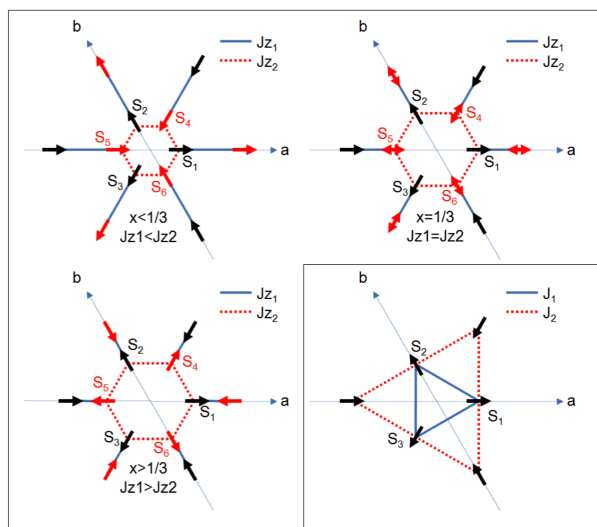 b
Jz₁
Jz₂
S₂
S₄
S₅
S₁
a
S₃
S₆
x<1/3
Jz1<Jz2
b
Jz₁
Jz₂
S₂
S₄
S₅
S₁
a
S₃
S₆
x=1/3
Jz1=Jz2
b
Jz₁
Jz₂
S₂
S₄
S₅
S₁
a
S₃
S₆
x>1/3
Jz1>Jz2
b
J₁
J₂
S₂
S₁
a
S₃